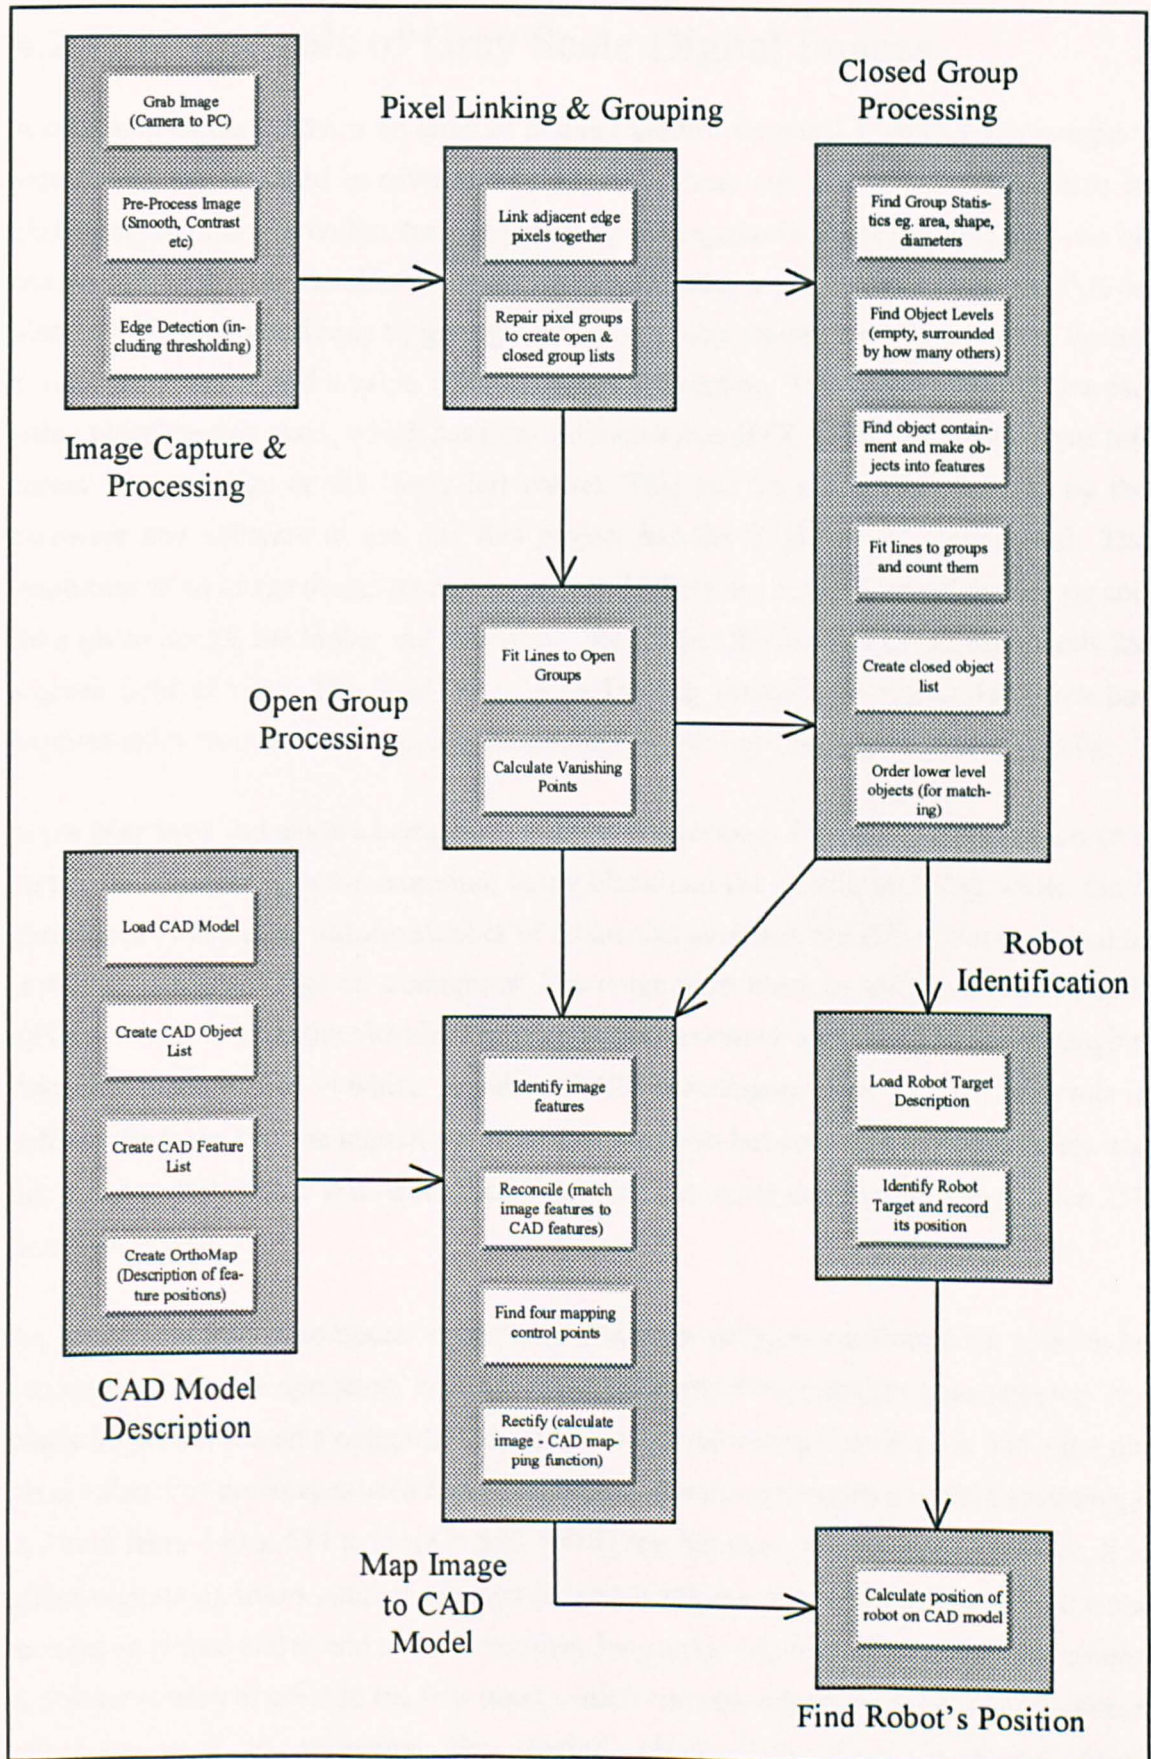 Grab Image
(Camera to PC)
Pre-Process Image
(Smooth, Contrast
etc)
Edge Detection (in-
cluding thresholding)
Image Capture &
Processing
Pixel Linking & Grouping
Link adjacent edge
pixels together
Repair pixel groups
to create open &
closed group lists
Closed Group
Processing
Find Group Statis-
tics eg. area, shape,
diameters
Find Object Levels
(empty, surrounded
by how many others)
Find object contain-
ment and make ob-
jects into features
Fit lines to groups
and count them
Create closed object
list
Order lower level
objects (for match-
ing)
Open Group
Processing
Fit Lines to Open
Groups
Calculate Vanishing
Points
Load CAD Model
Create CAD Object
List
Create CAD Feature
List
Create OrthoMap
(Description of fea-
ture positions)
CAD Model
Description
Identify image
features
Reconcile (match
image features to
CAD features)
Find four mapping
control points
Rectify (calculate
image - CAD map-
ping function)
Map Image
to CAD
Model
Robot
Identification
Load Robot Target
Description
Identify Robot
Target and record
its position
Calculate position of
robot on CAD model
Find Robot's Position